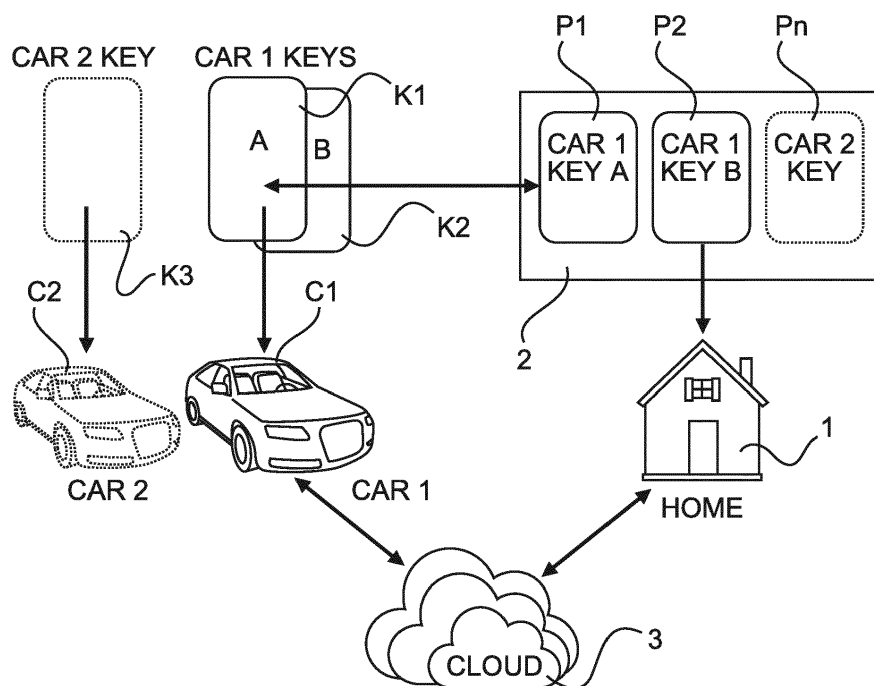 P1
P2
Pn
CAR 2 KEY
CAR 1 KEYS
K1
A
B
CAR 1
KEY A
CAR 1
KEY B
CAR 2
KEY
K2
K3
C2
C1
2
1
CAR 2
CAR 1
HOME
CLOUD
3